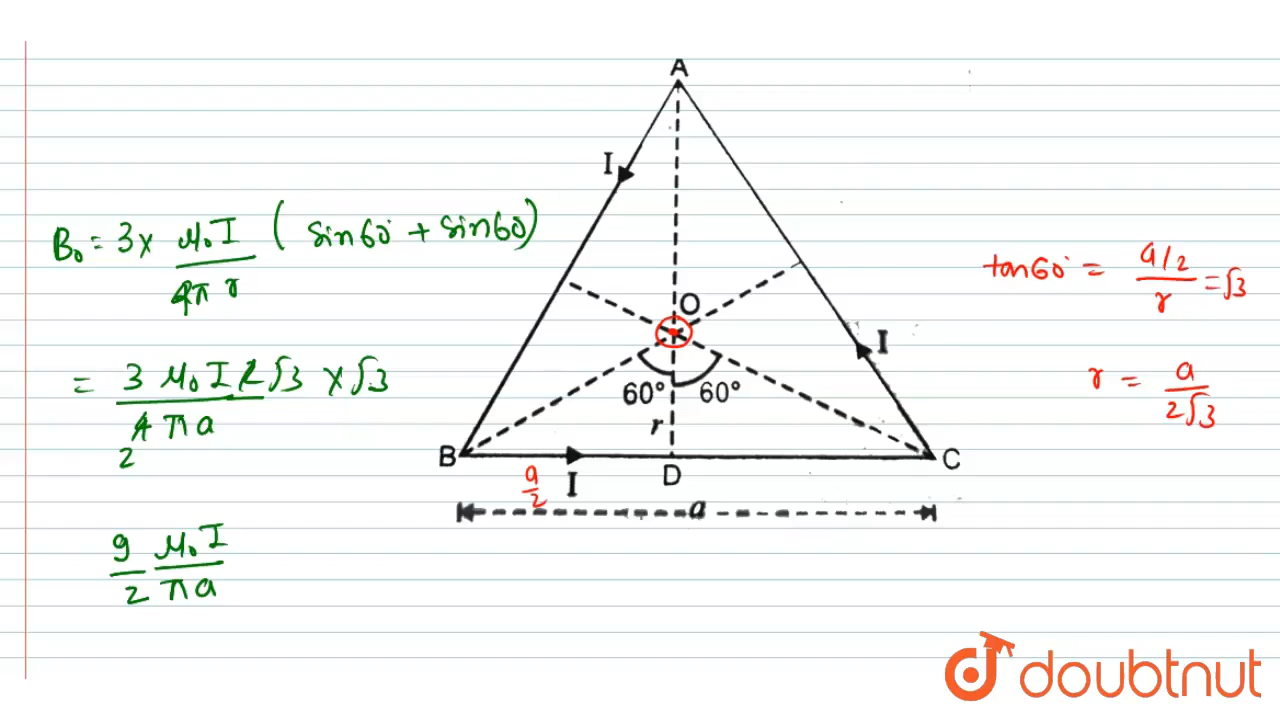 A
I
B₀ = 3 × μ₀I / 4πr ( sin60° + sin60° )
tan60° = a/2 / r = √3
O
I
= 3 μ₀ I 2√3 × √3 / 4πa
2
60° 60°
r = a / 2√3
r
B D C
a/2
I
a
9/2 μ₀I / πa
doubtnut